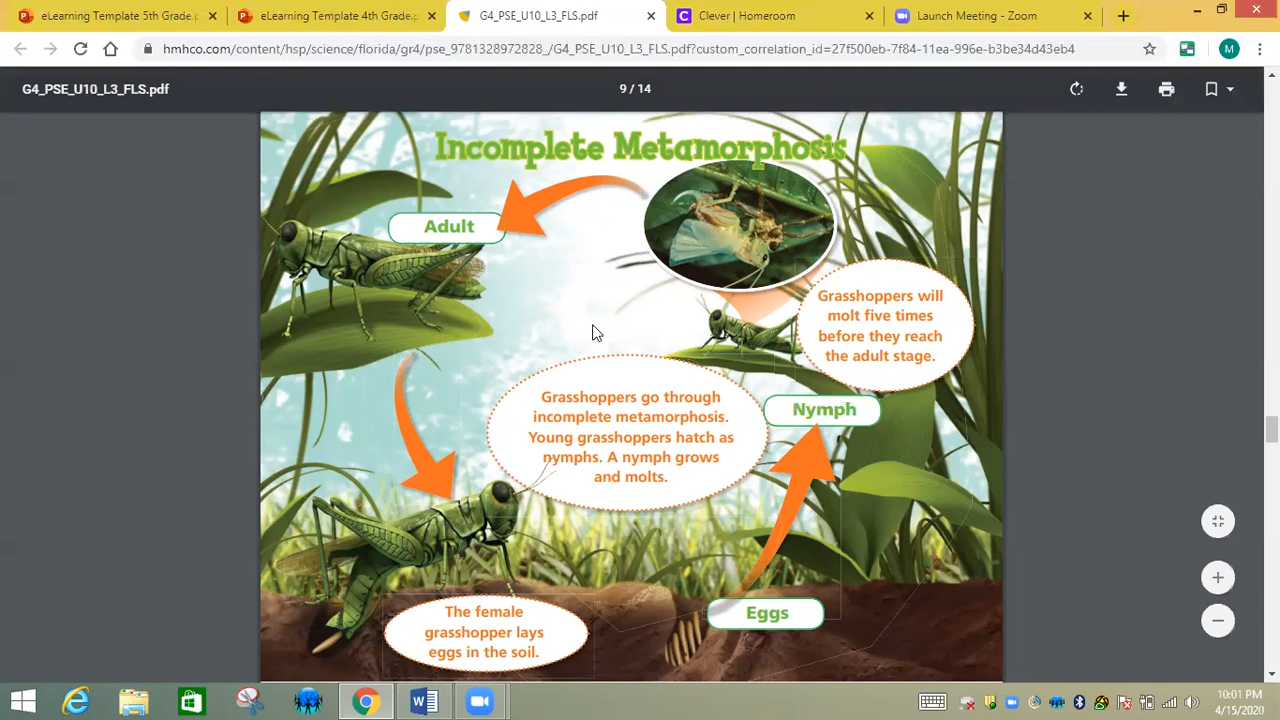 eLearning Template 5th Grade.p
eLearning Template 4th Grade.p
G4_PSE_U10_L3_FLS.pdf
Clever | Homeroom
Launch Meeting - Zoom
hmhco.com/content/hsp/science/florida/gr4/pse_9781328972828_/G4_PSE_U10_L3_FLS.pdf?custom_correlation_id=27f500eb-7f84-11ea-996e-b3be34d43eb4
M
G4_PSE_U10_L3_FLS.pdf
9 / 14
Incomplete Metamorphosis
Adult
Grasshoppers will
molt five times
before they reach
the adult stage.
Grasshoppers go through
incomplete metamorphosis.
Young grasshoppers hatch as
nymphs. A nymph grows
and molts.
Nymph
The female
grasshopper lays
eggs in the soil.
Eggs
10:01 PM
4/15/2020